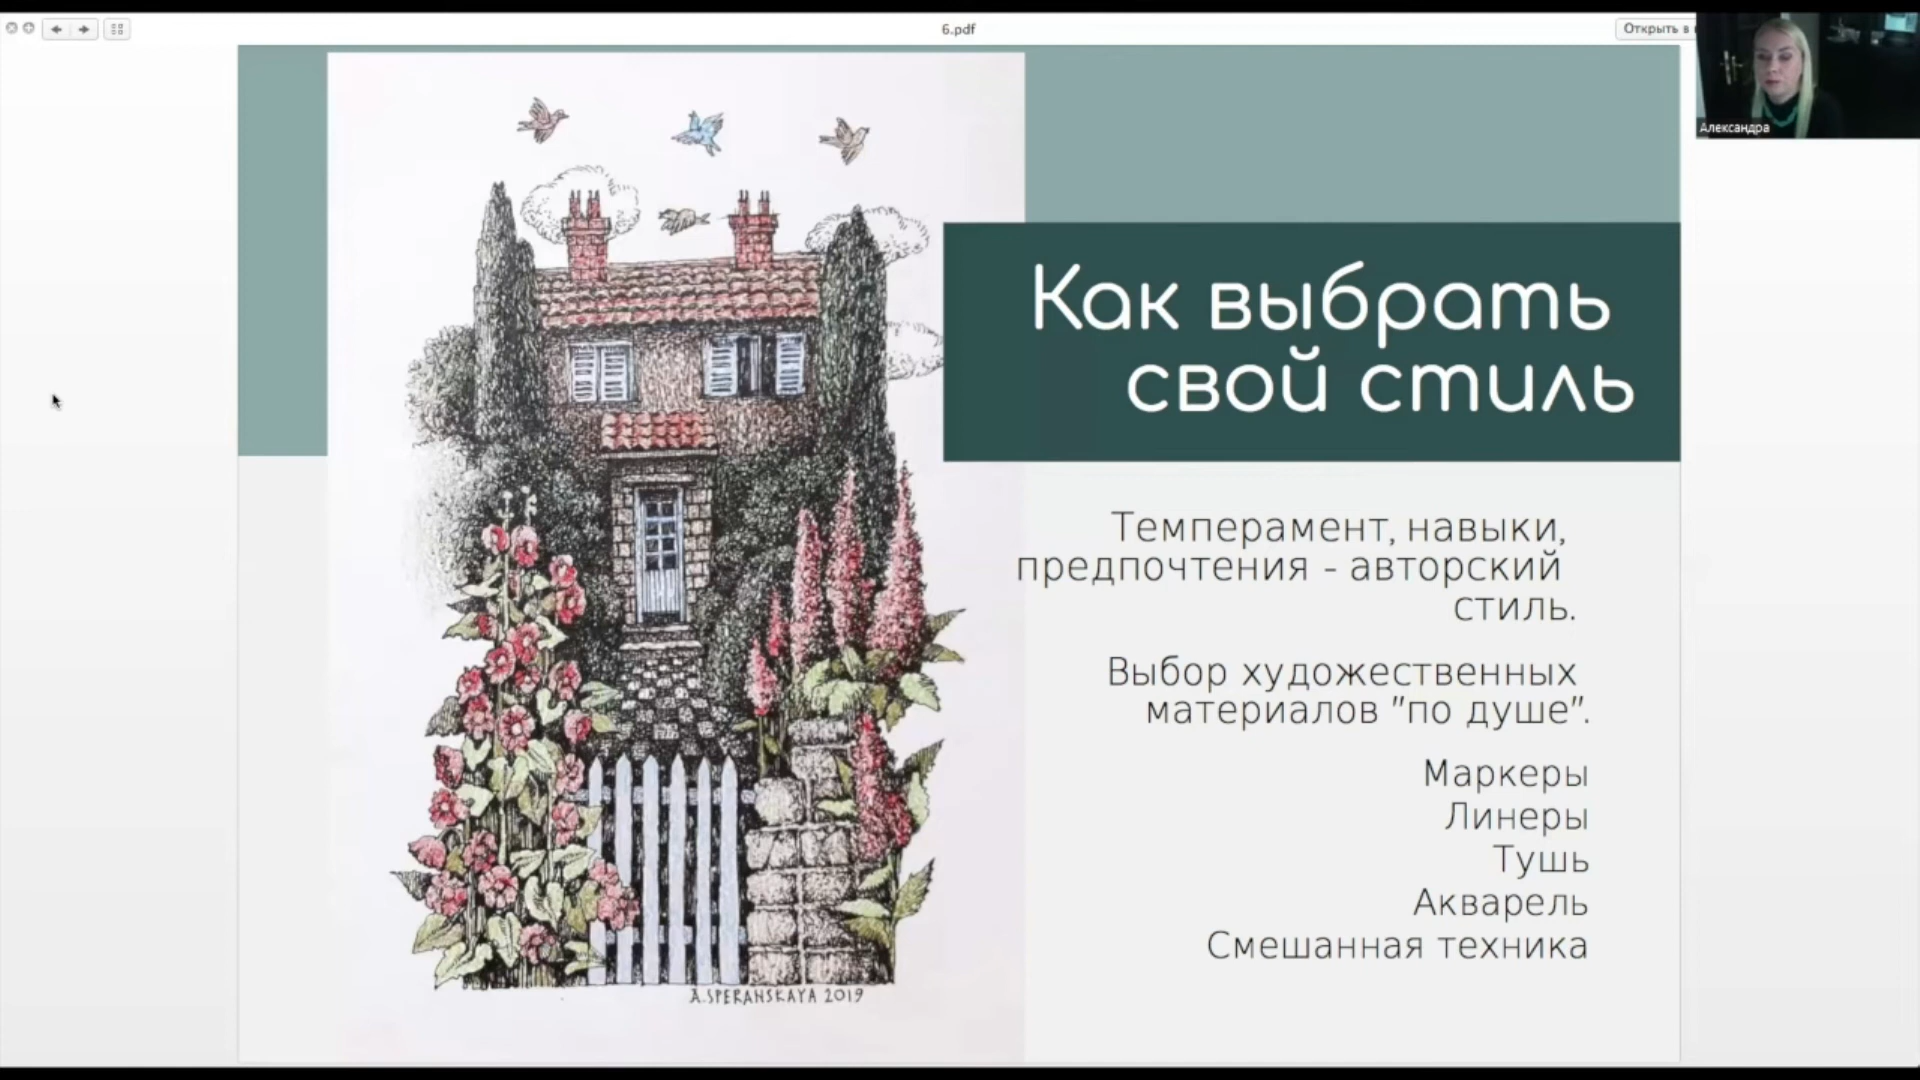 6.pdf
Открыть в
Александра
Как выбрать
свой стиль
Темперамент, навыки,
предпочтения - авторский
стиль.
Выбор художественных
материалов "по душе".
Маркеры
Линеры
Тушь
Акварель
Смешанная техника
A.SPERANSKAYA 2019